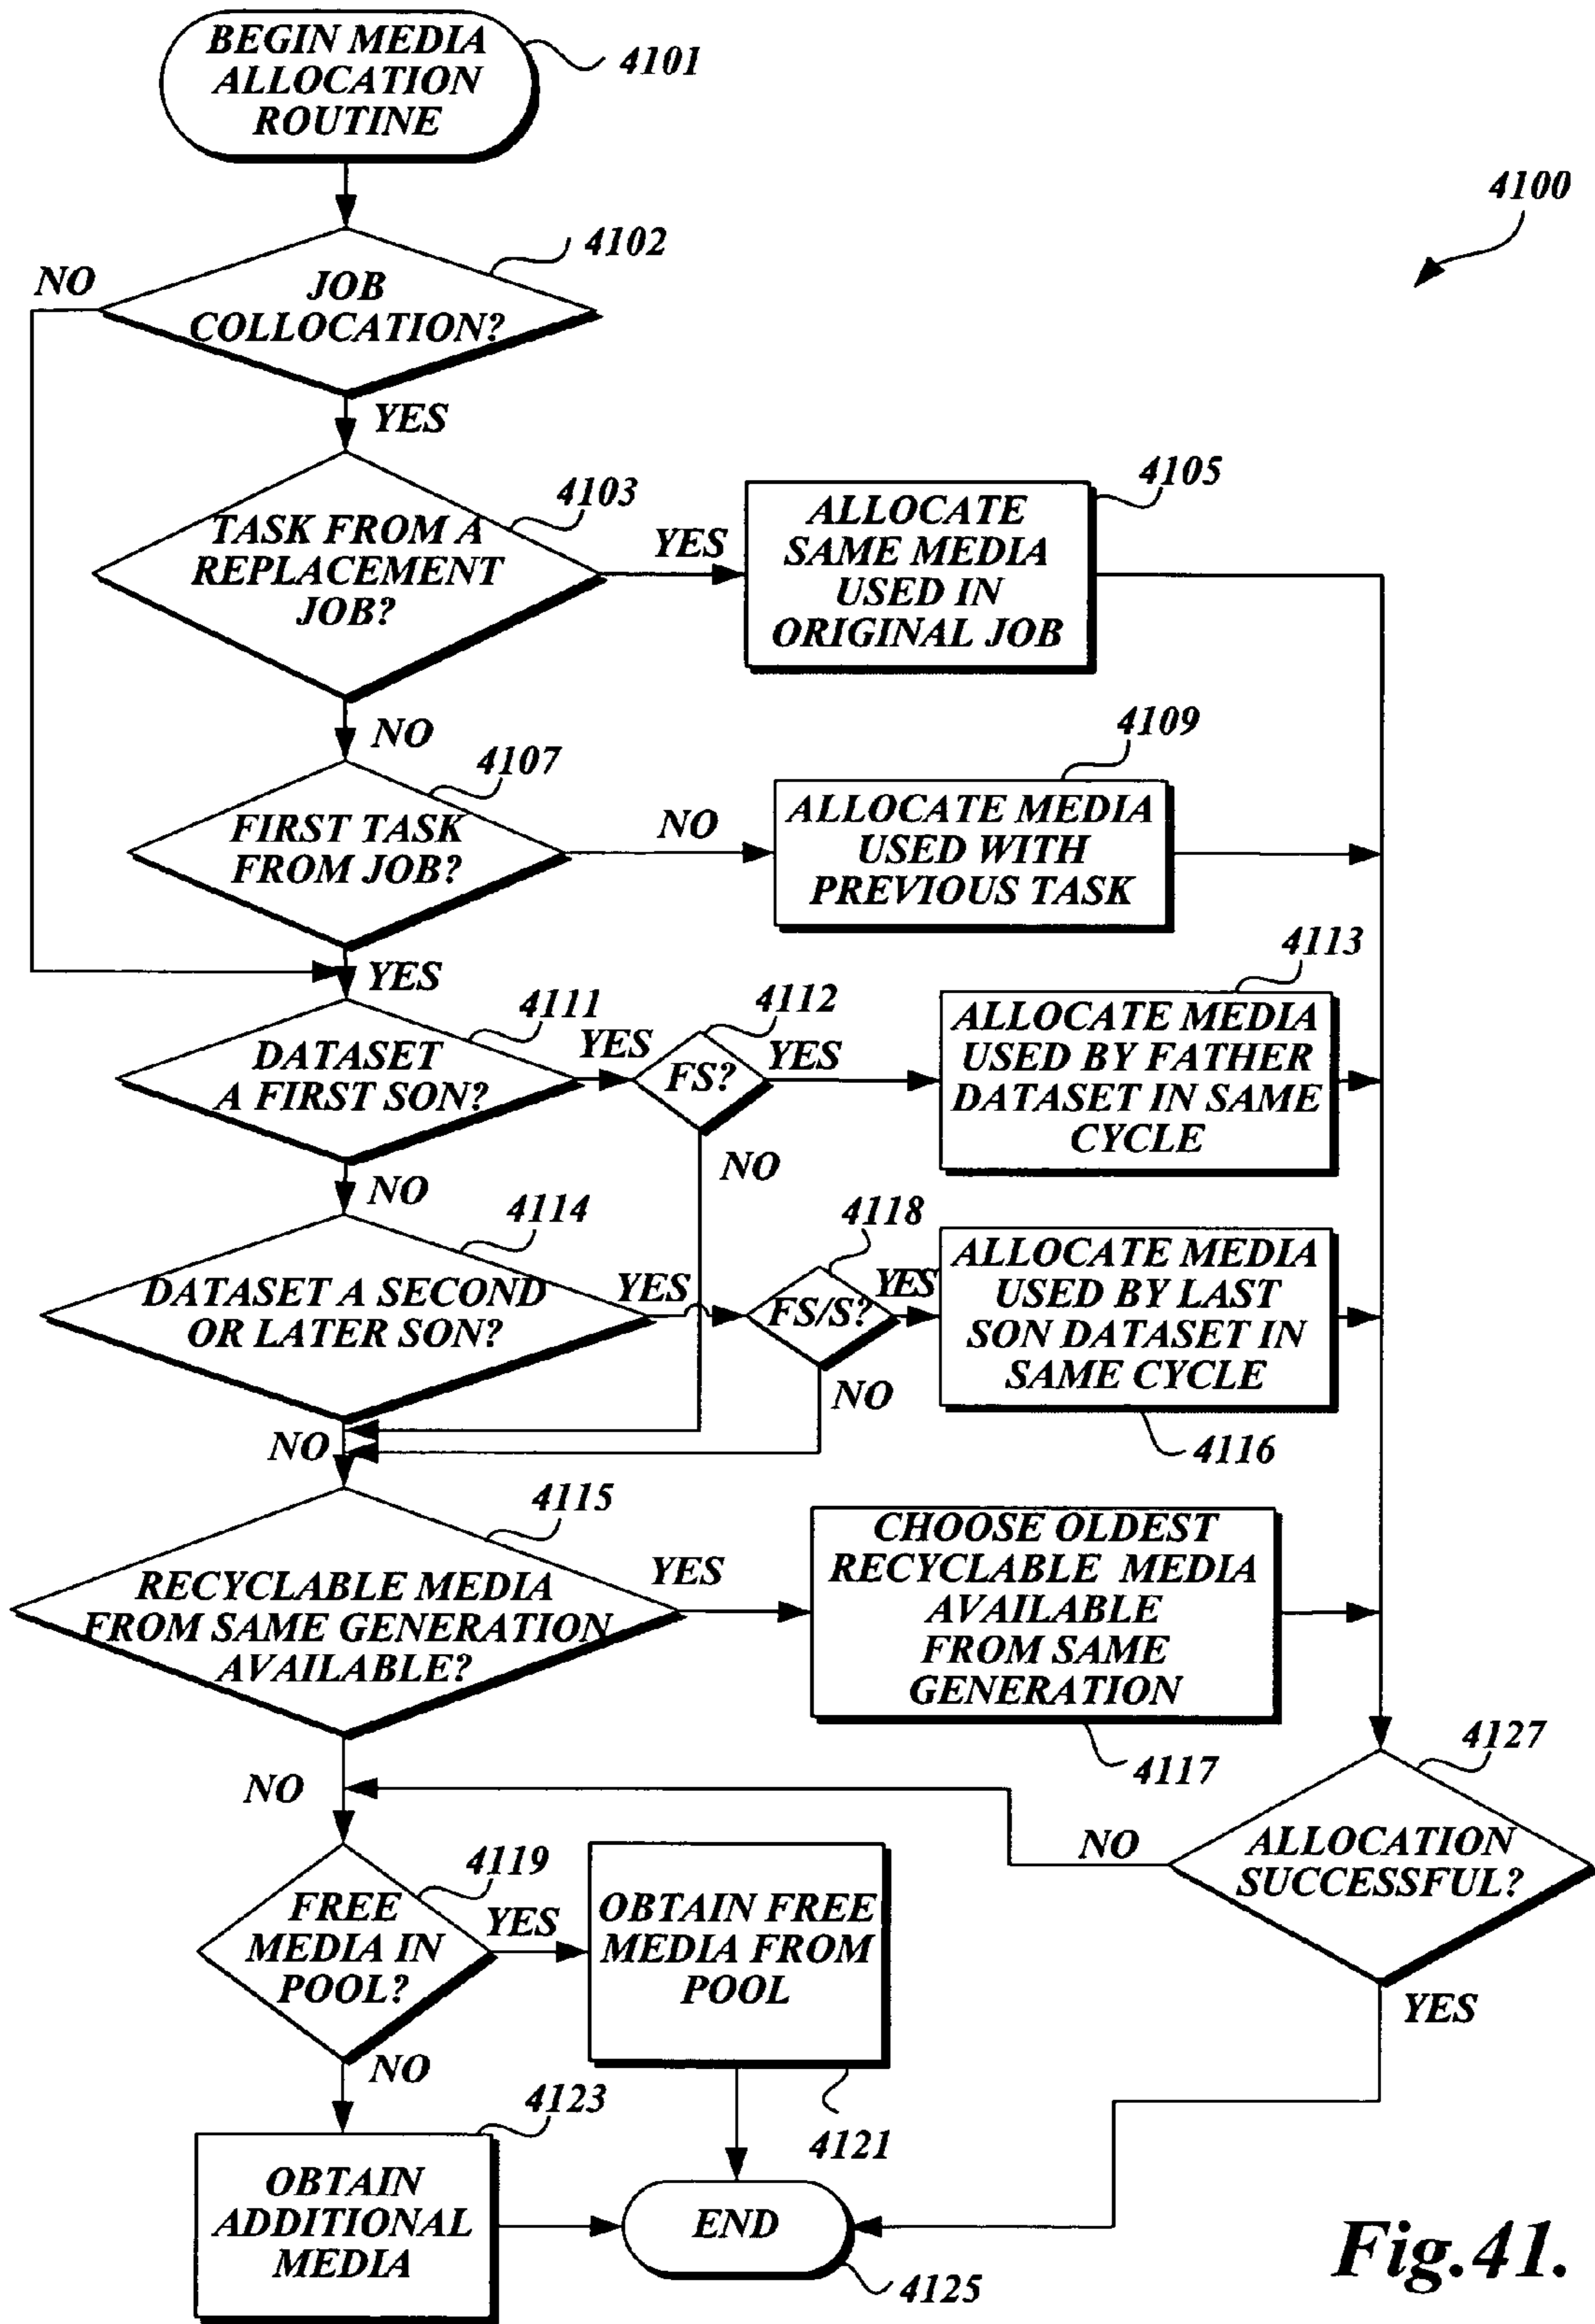 BEGIN MEDIA
ALLOCATION
ROUTINE
4101
4100
4102
NO
JOB
COLLOCATION?
YES
4103
TASK FROM A
REPLACEMENT
JOB?
YES
4105
ALLOCATE
SAME MEDIA
USED IN
ORIGINAL JOB
NO
4107
FIRST TASK
FROM JOB?
NO
4109
ALLOCATE MEDIA
USED WITH
PREVIOUS TASK
YES
4111
DATASET
A FIRST SON?
YES
4112
FS?
YES
4113
ALLOCATE MEDIA
USED BY FATHER
DATASET IN SAME
CYCLE
NO
NO
4114
DATASET A SECOND
OR LATER SON?
YES
4118
FS/S?
YES
ALLOCATE MEDIA
USED BY LAST
SON DATASET IN
SAME CYCLE
4116
NO
NO
4115
RECYCLABLE MEDIA
FROM SAME GENERATION
AVAILABLE?
YES
CHOOSE OLDEST
RECYCLABLE MEDIA
AVAILABLE
FROM SAME
GENERATION
4117
NO
4127
ALLOCATION
SUCCESSFUL?
NO
YES
4119
FREE
MEDIA IN
POOL?
YES
OBTAIN FREE
MEDIA FROM
POOL
4121
NO
4123
OBTAIN
ADDITIONAL
MEDIA
END
4125
Fig.41.